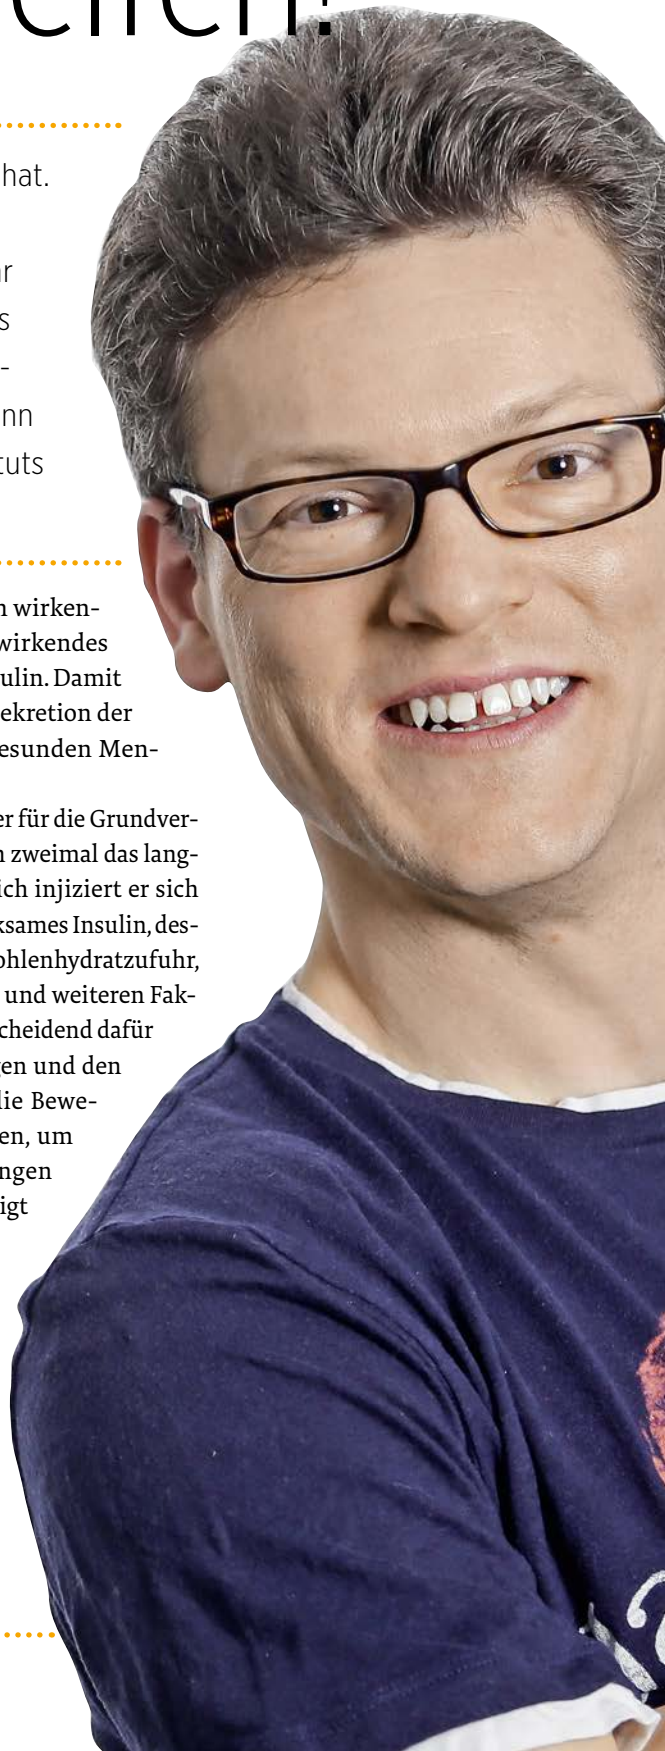 hat.
nn
tuts
wirken-
wirkendes
ulin. Damit
ekretion der
esunden Men-
er für die Grundver-
n zweimal das lang-
ich injiziert er sich
ksames Insulin, des-
ohlenhydratzufuhr,
und weiteren Fak-
cheidend dafür
gen und den
die Bewe-
en, um
ngen
igt